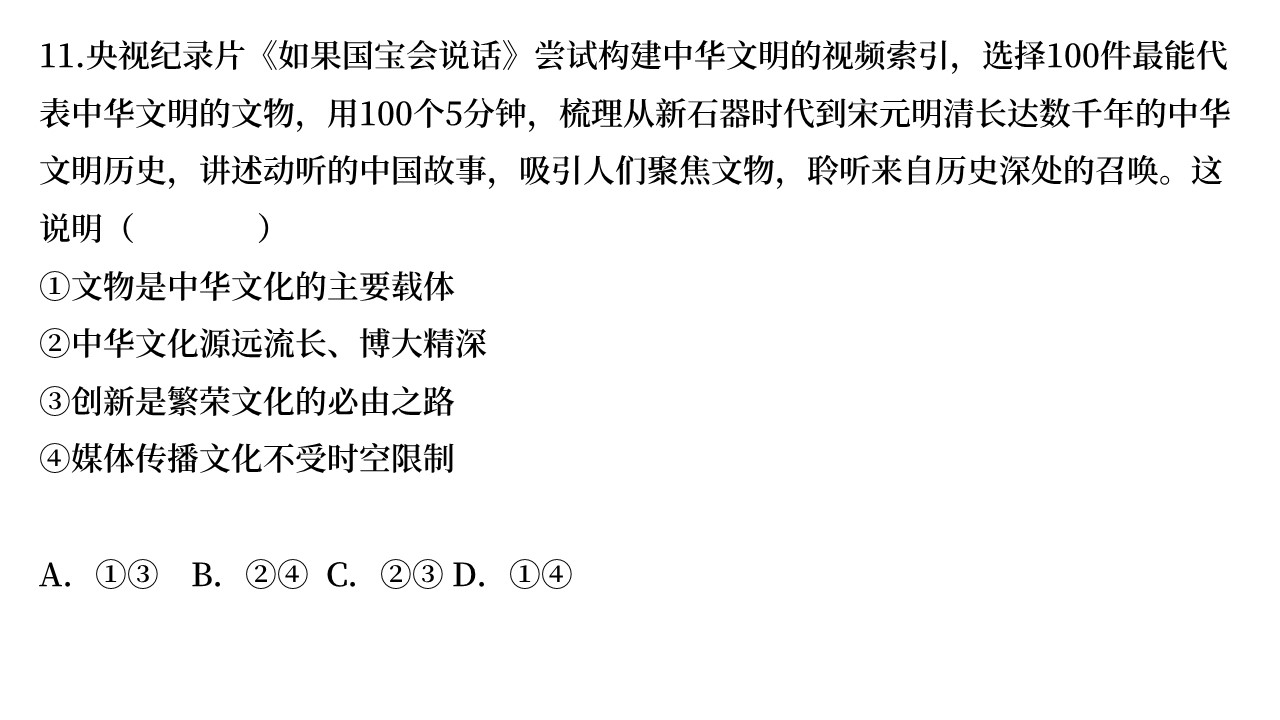 11.央视纪录片《如果国宝会说话》尝试构建中华文明的视频索引，选择100件最能代
表中华文明的文物，用100个5分钟，梳理从新石器时代到宋元明清长达数千年的中华
文明历史，讲述动听的中国故事，吸引人们聚焦文物，聆听来自历史深处的召唤。这
说明（　　　　）
①文物是中华文化的主要载体
②中华文化源远流长、博大精深
③创新是繁荣文化的必由之路
④媒体传播文化不受时空限制
A．①③　B．②④ C．②③ D．①④